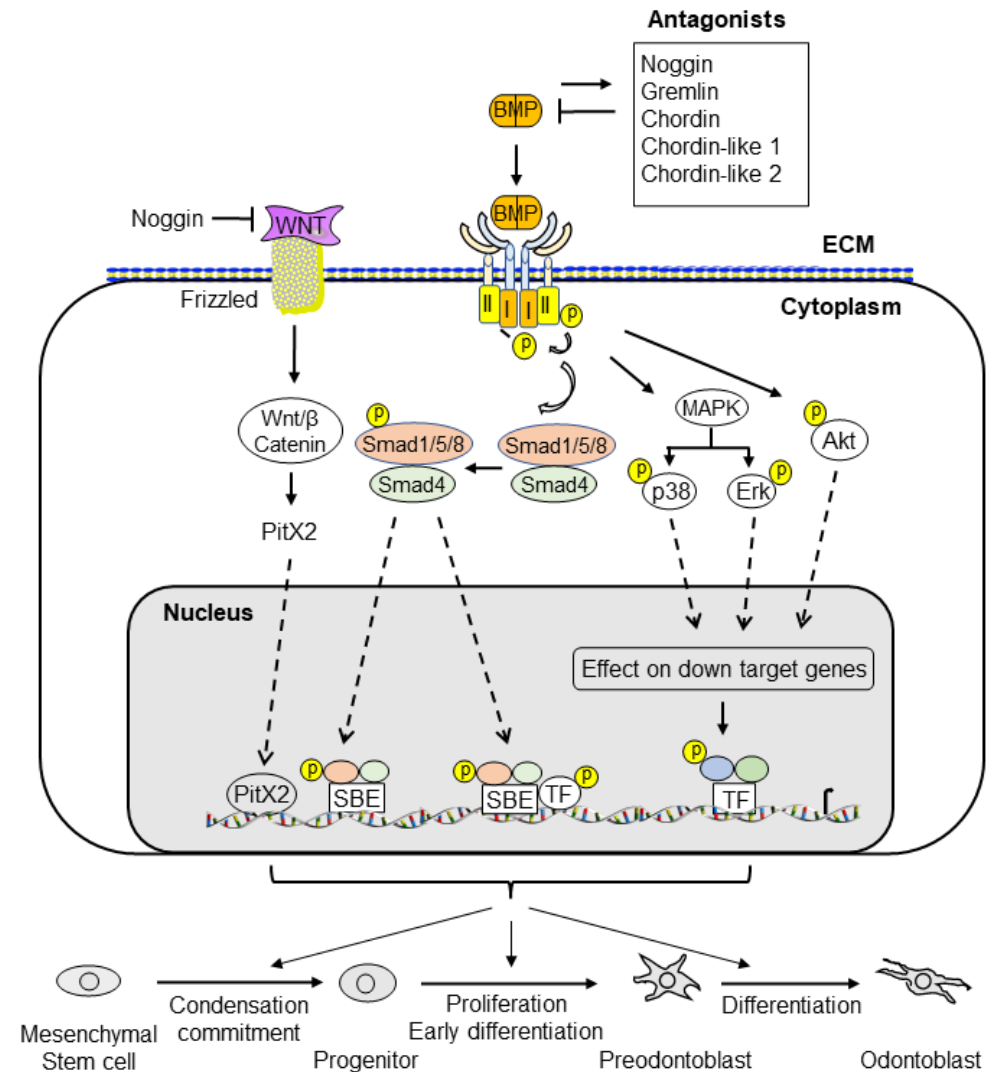 Antagonists
Noggin
Gremlin
Chordin
Chordin-like 1
Chordin-like 2
BMP
BMP
Noggin
WNT
ECM
Frizzled
Cytoplasm
II
I
I
II
p
p
Wnt/β
Catenin
PitX2
p
Smad1/5/8
Smad4
Smad1/5/8
Smad4
MAPK
p
p38
Erk
p
p
Akt
Nucleus
Effect on down target genes
PitX2
p
SBE
p
SBE
TF
p
p
TF
Mesenchymal
Stem cell
Condensation
commitment
Progenitor
Proliferation
Early differentiation
Preodontoblast
Differentiation
Odontoblast